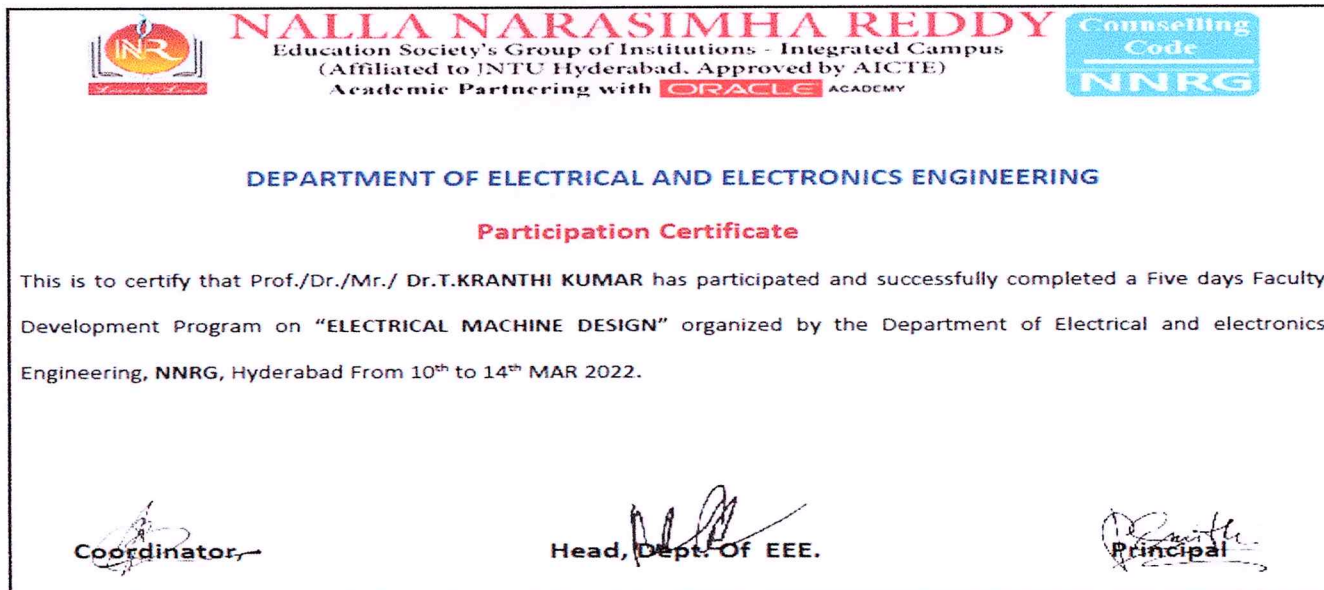 NR
NALLA NARASIMHA REDDY
Education Society's Group of Institutions - Integrated Campus
(Affiliated to JNTU Hyderabad. Approved by AICTE)
Academic Partnering with ORACLE ACADEMY
Counselling
Code
NNRG
DEPARTMENT OF ELECTRICAL AND ELECTRONICS ENGINEERING
Participation Certificate
This is to certify that Prof./Dr./Mr./ Dr.T.KRANTHI KUMAR has participated and successfully completed a Five days Faculty
Development Program on “ELECTRICAL MACHINE DESIGN” organized by the Department of Electrical and electronics
Engineering, NNRG, Hyderabad From 10th to 14th MAR 2022.
Coordinator
Head, Dept. Of EEE.
Principal